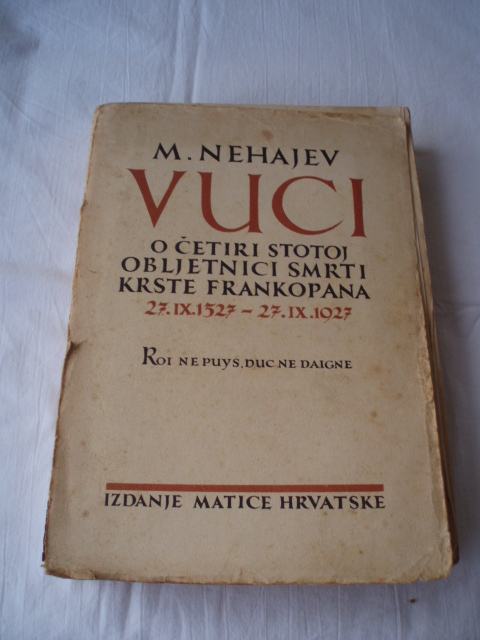 M. NEHAJEV
VUCI
O ČETIRI STOTOJ
OBLJETNICI SMRTI
KRSTE FRANKOPANA
27.IX.1527 – 27.IX.1927
ROI NE PUYS, DUC NE DAIGNE
IZDANJE MATICE HRVATSKE